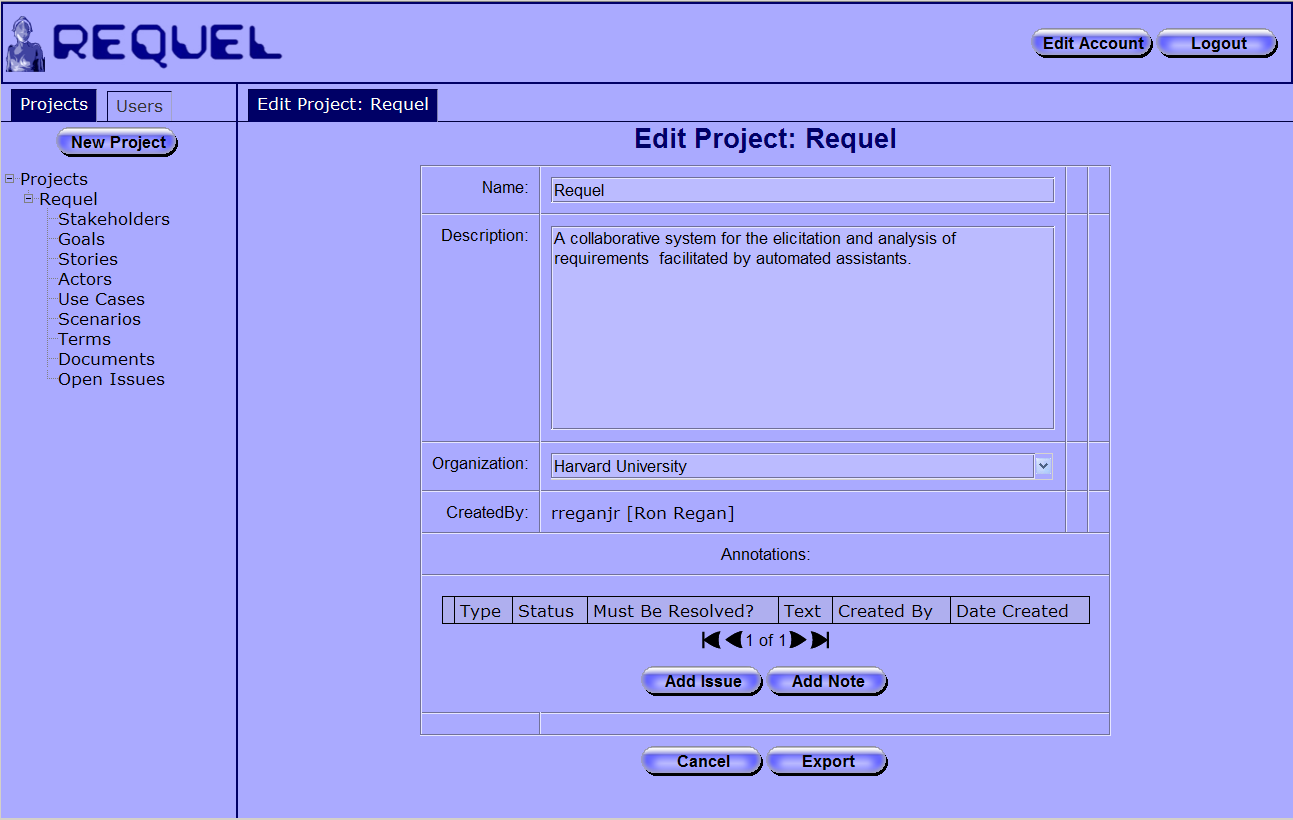 REQUEL
Edit Account Logout
Projects Users
Edit Project: Requel
New Project
Projects
Requel
Stakeholders
Goals
Stories
Actors
Use Cases
Scenarios
Terms
Documents
Open Issues
Edit Project: Requel
Name: Requel
Description: A collaborative system for the elicitation and analysis of
requirements  facilitated by automated assistants.
Organization: Harvard University
CreatedBy: rreganjr [Ron Regan]
Annotations:
Type Status Must Be Resolved? Text Created By Date Created
1 of 1
Add Issue Add Note
Cancel Export